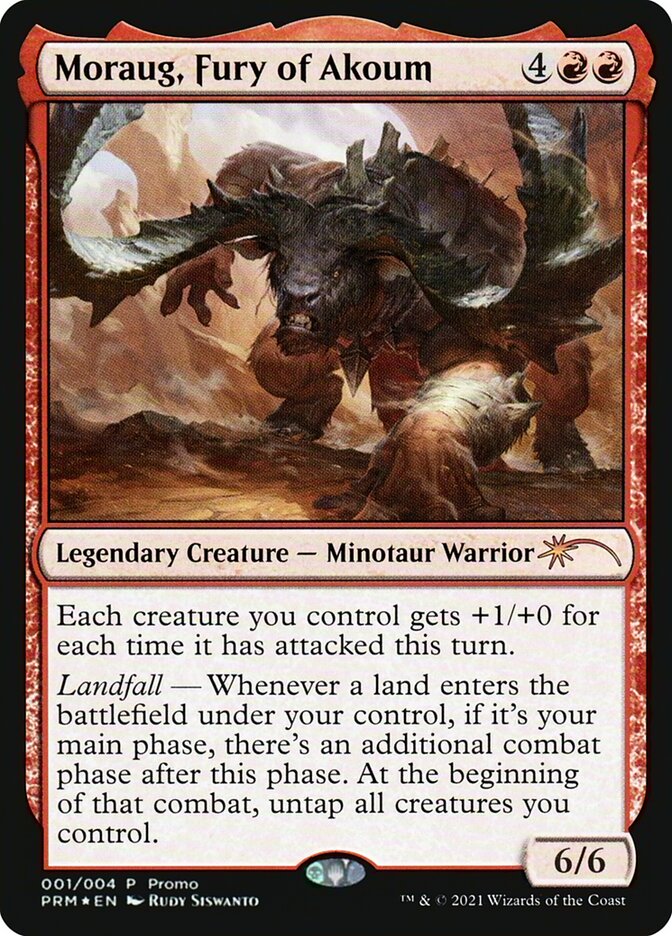 Moraug, Fury of Akoum 4
Legendary Creature — Minotaur Warrior
Each creature you control gets +1/+0 for
each time it has attacked this turn.
Landfall — Whenever a land enters the
battlefield under your control, if it's your
main phase, there's an additional combat
phase after this phase. At the beginning
of that combat, untap all creatures you
control.
6/6
001/004 P Promo
PRM★EN Rudy Siswanto
™ & © 2021 Wizards of the Coast